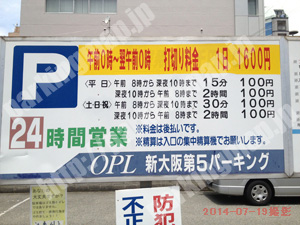 P
午前0時～翌午前0時 打切り料金 1日 1600円
〈平日〉午前 8時から 深夜10時まで 15分 100円
深夜10時から 午前 8時まで 2時間 100円
〈土日・祝〉午前 8時から 深夜10時まで 30分 100円
深夜10時から 午前 8時まで 2時間 100円
24時間営業
※料金は後払いです。
※精算は入口の集中精算機でお願いします。
OPL 新大阪第5パーキング
防犯
不正
2014-07-19